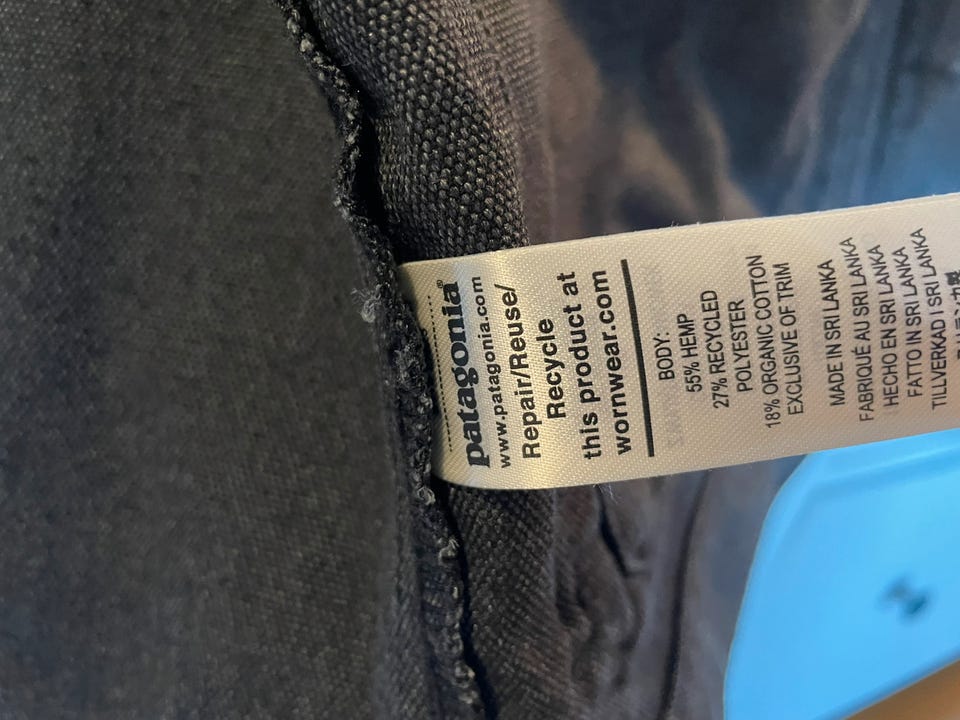 patagonia®
www.patagonia.com
Repair/Reuse/
Recycle
this product at
wornwear.com
BODY:
55% HEMP
27% RECYCLED
POLYESTER
18% ORGANIC COTTON
EXCLUSIVE OF TRIM
MADE IN SRI LANKA
FABRIQUÉ AU SRI LANKA
HECHO EN SRI LANKA
FATTO IN SRI LANKA
TILLVERKAD I SRI LANKA